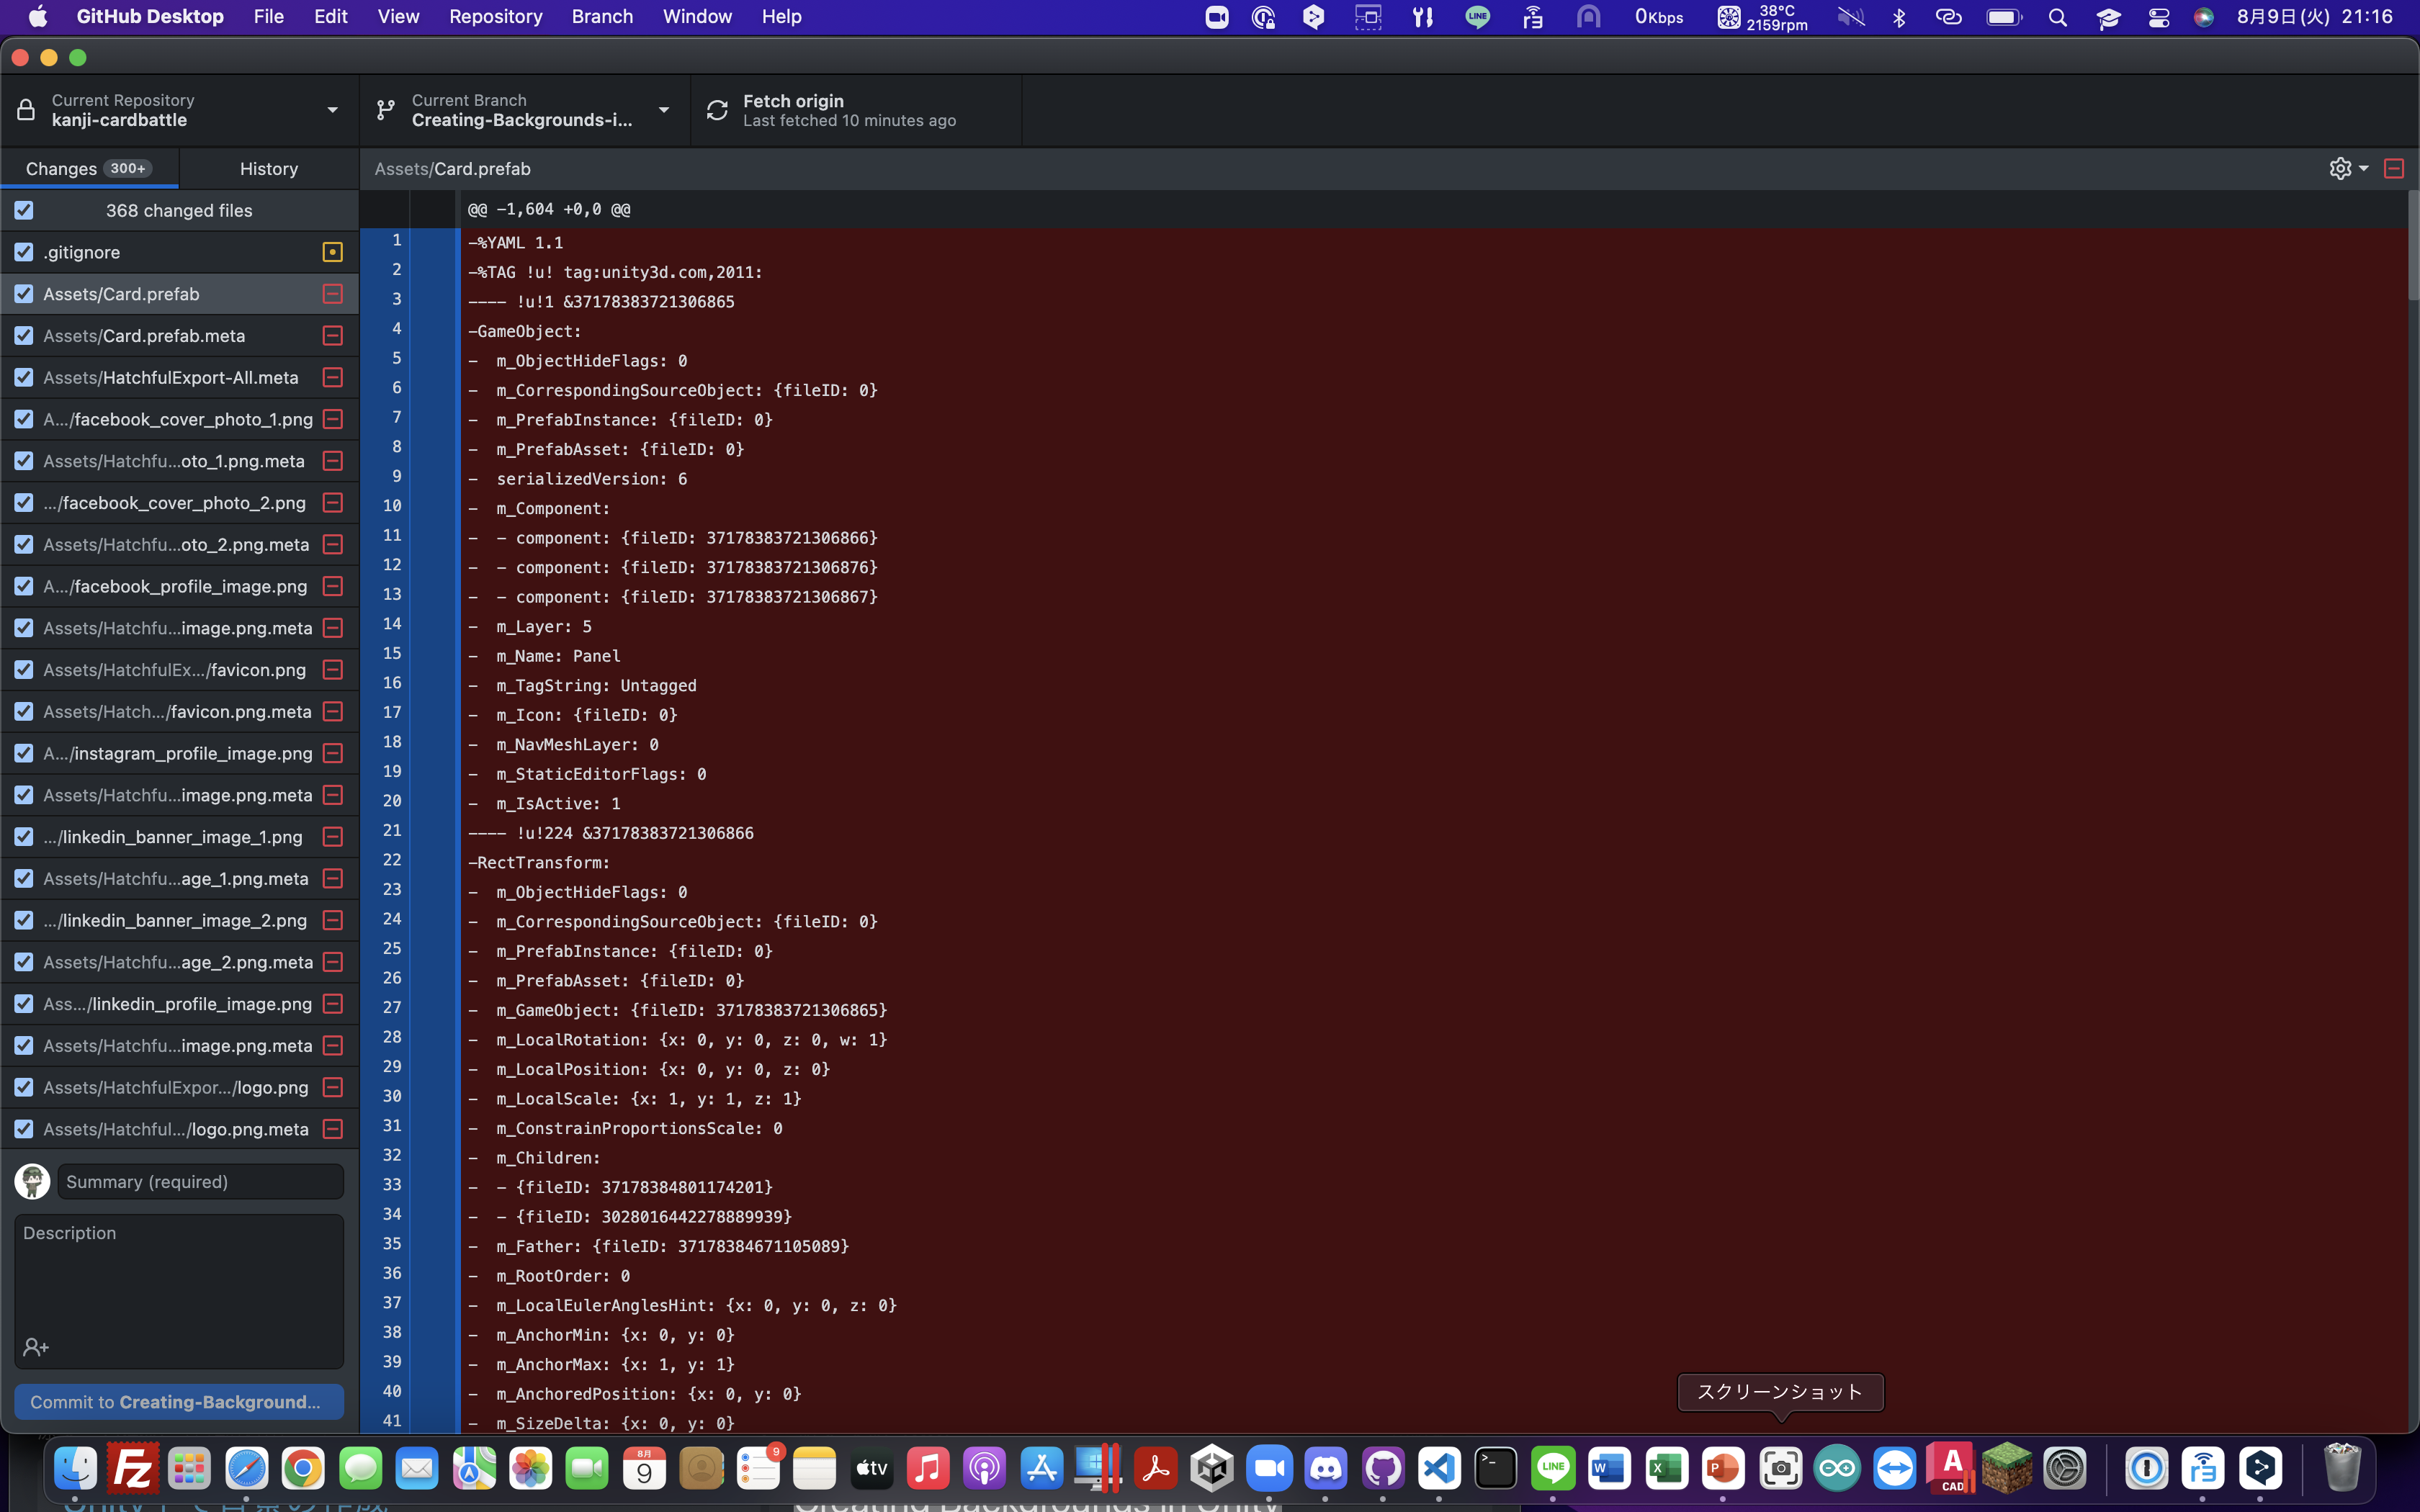 GitHub Desktop File Edit View Repository Branch Window Help LINE r3 0Kbps 38°C 2159rpm 8月9日(火) 21:16
Current Repository
kanji-cardbattle
Current Branch
Creating-Backgrounds-i...
Fetch origin
Last fetched 10 minutes ago
Changes 300+
History
368 changed files
.gitignore
Assets/Card.prefab
Assets/Card.prefab.meta
Assets/HatchfulExport-All.meta
A.../facebook_cover_photo_1.png
Assets/Hatchfu...oto_1.png.meta
.../facebook_cover_photo_2.png
Assets/Hatchfu...oto_2.png.meta
A.../facebook_profile_image.png
Assets/Hatchfu...image.png.meta
Assets/HatchfulEx.../favicon.png
Assets/Hatch.../favicon.png.meta
A.../instagram_profile_image.png
Assets/Hatchfu...image.png.meta
.../linkedin_banner_image_1.png
Assets/Hatchfu...age_1.png.meta
.../linkedin_banner_image_2.png
Assets/Hatchfu...age_2.png.meta
Ass.../linkedin_profile_image.png
Assets/Hatchfu...image.png.meta
Assets/HatchfulExpor.../logo.png
Assets/Hatchful.../logo.png.meta
Summary (required)
Description
Commit to Creating-Background...
Assets/Card.prefab
@@ -1,604 +0,0 @@
1 -%YAML 1.1
2 -%TAG !u! tag:unity3d.com,2011:
3 ---- !u!1 &37178383721306865
4 -GameObject:
5 -  m_ObjectHideFlags: 0
6 -  m_CorrespondingSourceObject: {fileID: 0}
7 -  m_PrefabInstance: {fileID: 0}
8 -  m_PrefabAsset: {fileID: 0}
9 -  serializedVersion: 6
10 -  m_Component:
11 -  - component: {fileID: 37178383721306866}
12 -  - component: {fileID: 37178383721306876}
13 -  - component: {fileID: 37178383721306867}
14 -  m_Layer: 5
15 -  m_Name: Panel
16 -  m_TagString: Untagged
17 -  m_Icon: {fileID: 0}
18 -  m_NavMeshLayer: 0
19 -  m_StaticEditorFlags: 0
20 -  m_IsActive: 1
21 ---- !u!224 &37178383721306866
22 -RectTransform:
23 -  m_ObjectHideFlags: 0
24 -  m_CorrespondingSourceObject: {fileID: 0}
25 -  m_PrefabInstance: {fileID: 0}
26 -  m_PrefabAsset: {fileID: 0}
27 -  m_GameObject: {fileID: 37178383721306865}
28 -  m_LocalRotation: {x: 0, y: 0, z: 0, w: 1}
29 -  m_LocalPosition: {x: 0, y: 0, z: 0}
30 -  m_LocalScale: {x: 1, y: 1, z: 1}
31 -  m_ConstrainProportionsScale: 0
32 -  m_Children:
33 -  - {fileID: 37178384801174201}
34 -  - {fileID: 3028016442278889939}
35 -  m_Father: {fileID: 37178384671105089}
36 -  m_RootOrder: 0
37 -  m_LocalEulerAnglesHint: {x: 0, y: 0, z: 0}
38 -  m_AnchorMin: {x: 0, y: 0}
39 -  m_AnchorMax: {x: 1, y: 1}
40 -  m_AnchoredPosition: {x: 0, y: 0}
41 -  m_SizeDelta: {x: 0, y: 0}
スクリーンショット
Fz 8月 9 9 tv LINE W X P A CAD r3
Creating Backgrounds in Unity